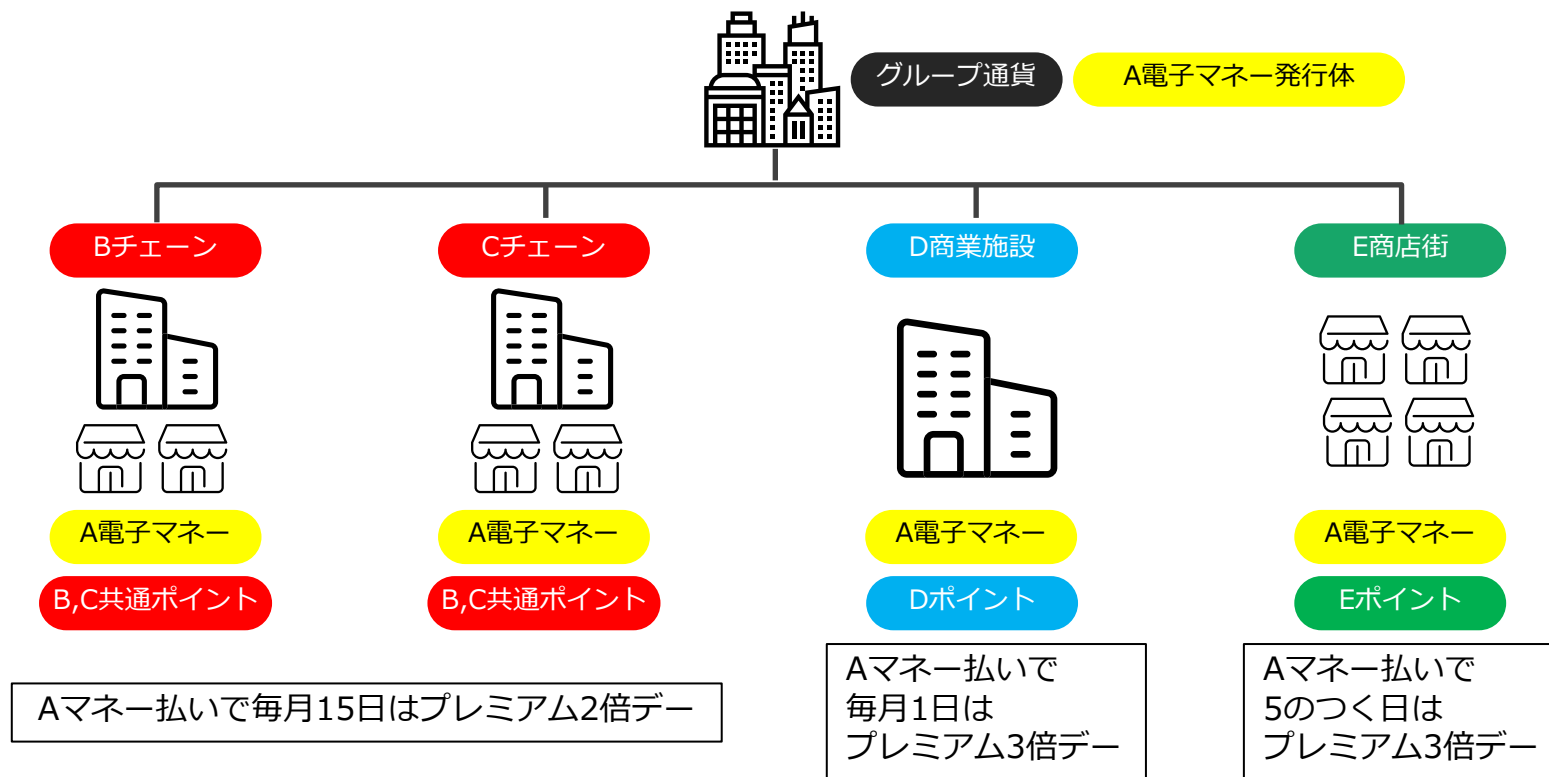 グループ通貨
A電子マネー発行体
Bチェーン
Cチェーン
D商業施設
E商店街
A電子マネー
A電子マネー
A電子マネー
A電子マネー
B,C共通ポイント
B,C共通ポイント
Dポイント
Eポイント
Aマネー払いで毎月15日はプレミアム2倍デー
Aマネー払いで
毎月1日は
プレミアム3倍デー
Aマネー払いで
5のつく日は
プレミアム3倍デー